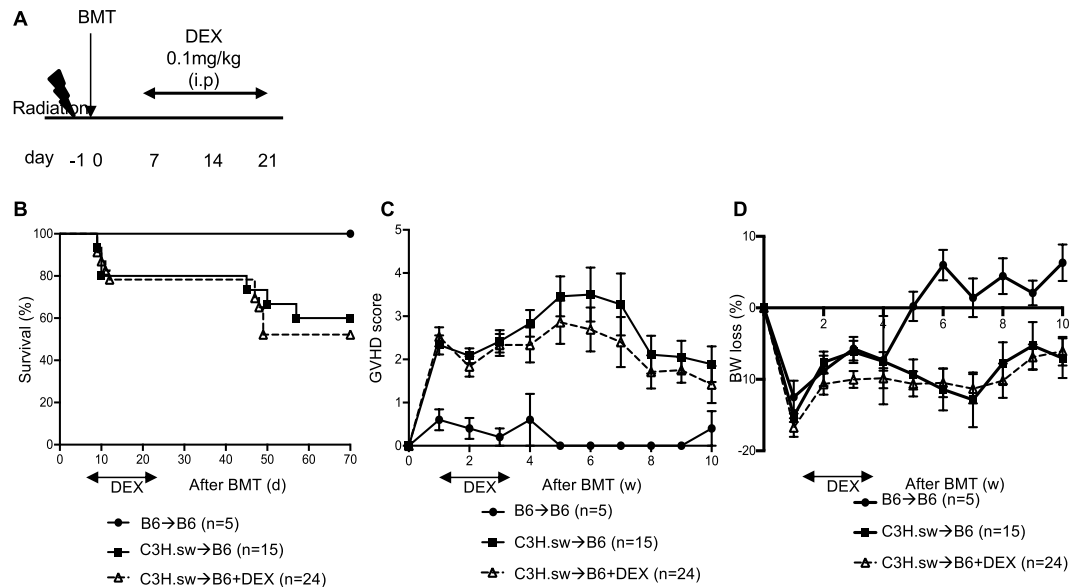 A
BMT
DEX
0.1mg/kg
(i.p)
Radiation
day -1 0 7 14 21
B
Survival (%)
100
80
60
40
20
0
0 10 20 30 40 50 60 70
DEX
After BMT (d)
B6→B6 (n=5)
C3H.sw→B6 (n=15)
C3H.sw→B6+DEX (n=24)
C
GVHD score
5
4
3
2
1
0
0 2 4 6 8 10
DEX
After BMT (w)
B6→B6 (n=5)
C3H.sw→B6 (n=15)
C3H.sw→B6+DEX (n=24)
D
BW loss (%)
10
0
-10
-20
2 4 6 8 10
DEX
After BMT (w)
B6→B6 (n=5)
C3H.sw→B6 (n=15)
C3H.sw→B6+DEX (n=24)